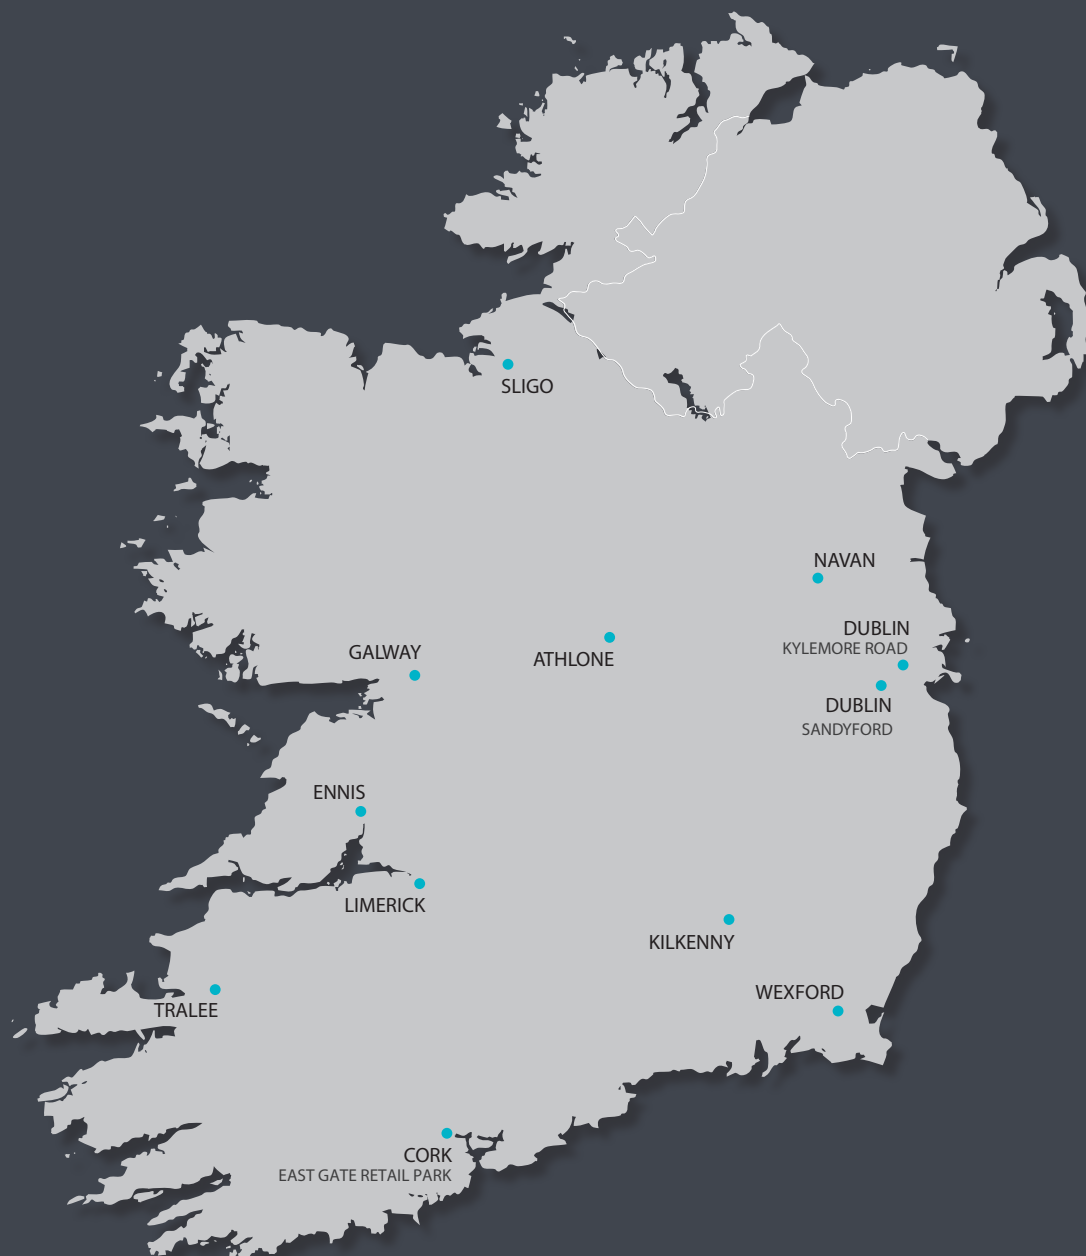 SLIGO
NAVAN
DUBLIN
KYLEMORE ROAD
GALWAY
ATHLONE
DUBLIN
SANDYFORD
ENNIS
LIMERICK
KILKENNY
WEXFORD
TRALEE
CORK
EAST GATE RETAIL PARK